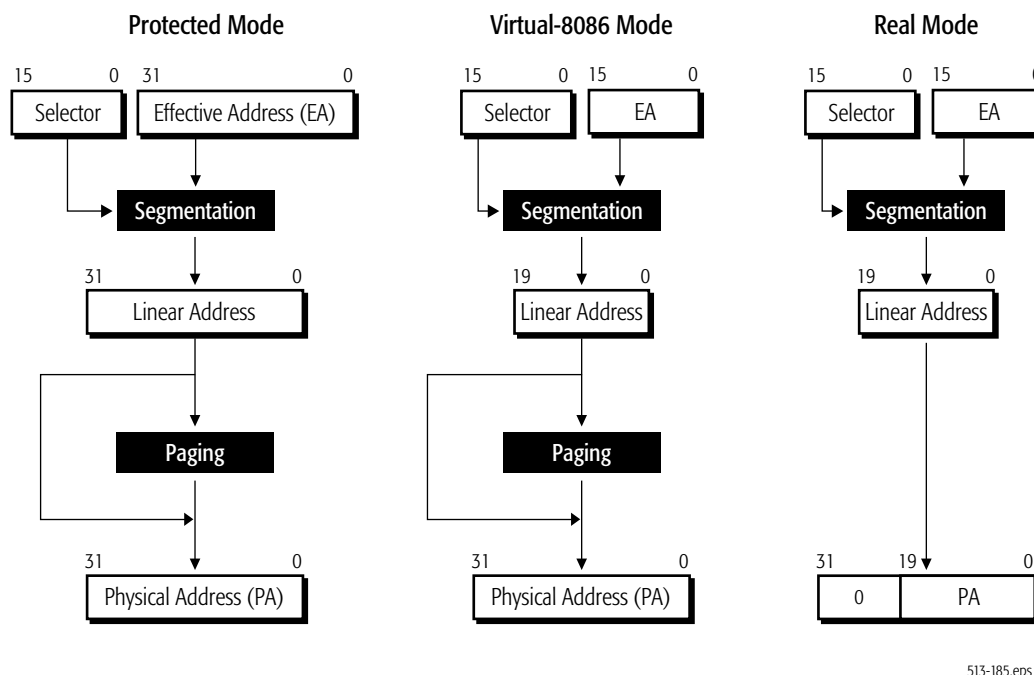 Protected Mode
Virtual-8086 Mode
Real Mode
15 0 31 0
15 0 15 0
15 0 15
Selector
Effective Address (EA)
Selector
EA
Selector
EA
Segmentation
Segmentation
Segmentation
31 0
19 0
19 0
Linear Address
Linear Address
Linear Address
Paging
Paging
31 0
31 0
31 19 0
Physical Address (PA)
Physical Address (PA)
0
PA
513-185.eps